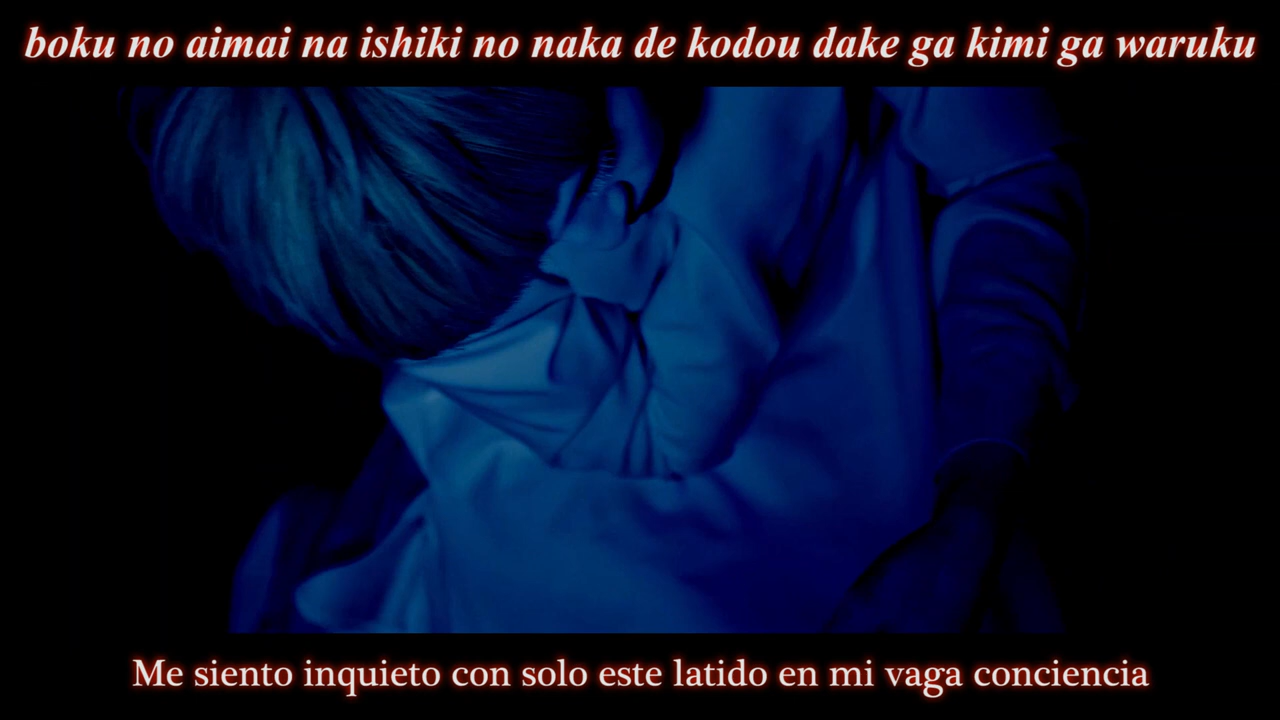 boku no aimai na ishiki no naka de kodou dake ga kimi ga waruku
Me siento inquieto con solo este latido en mi vaga conciencia